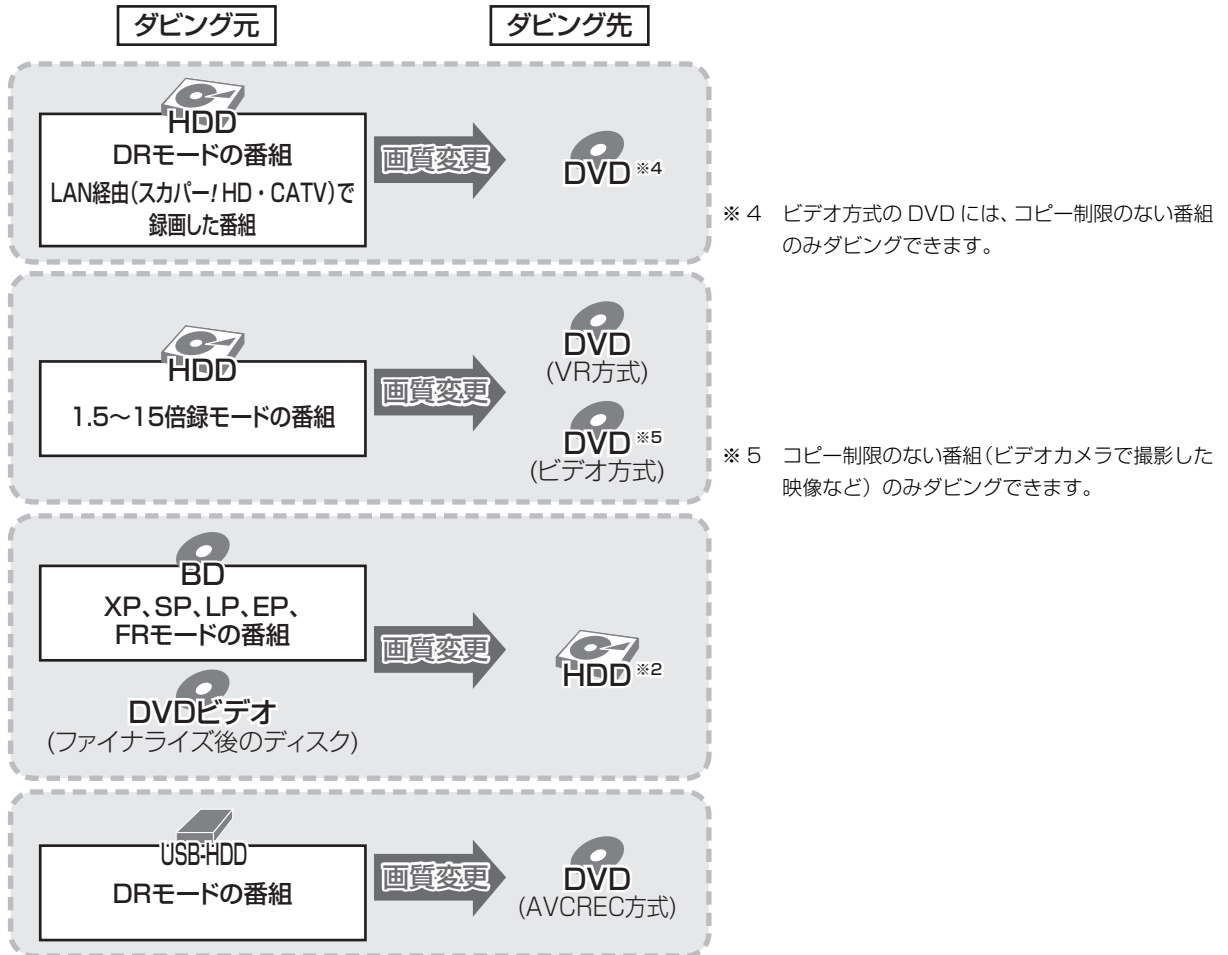 ダビング元
ダビング先
HDD
DRモードの番組
LAN経由(スカパー!HD・CATV)で
録画した番組
画質変更
DVD※4
※4 ビデオ方式の DVD には、コピー制限のない番組
のみダビングできます。
HDD
1.5〜15倍録モードの番組
画質変更
DVD
(VR方式)
DVD※5
(ビデオ方式)
※5 コピー制限のない番組(ビデオカメラで撮影した
映像など)のみダビングできます。
BD
XP、SP、LP、EP、
FRモードの番組
DVDビデオ
(ファイナライズ後のディスク)
画質変更
HDD※2
USB-HDD
DRモードの番組
画質変更
DVD
(AVCREC方式)